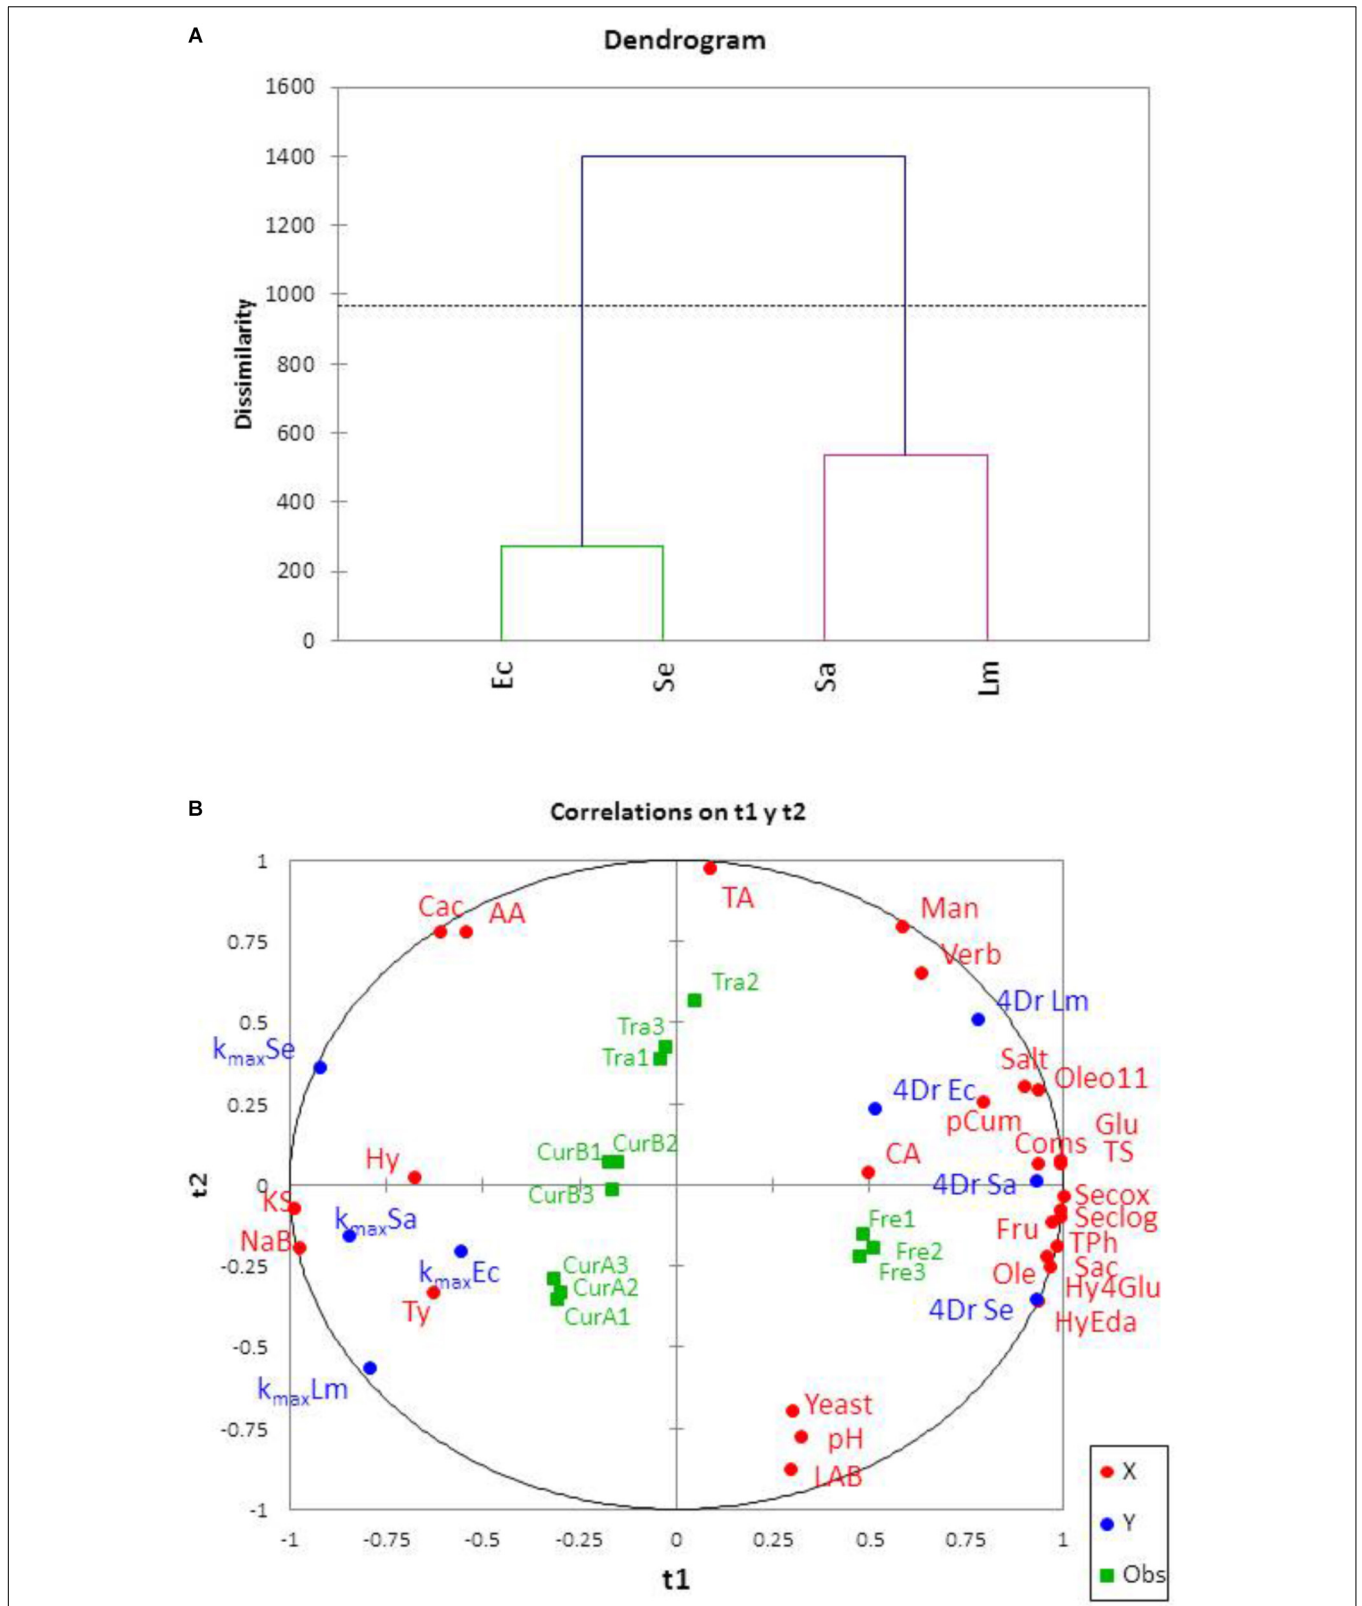 A
Dendrogram
1600
1400
1200
1000
800
600
400
200
0
Dissimilarity
Ec
Se
Sa
Lm
B
Correlations on t1 y t2
1
0.75
0.5
0.25
0
-0.25
-0.5
-0.75
-1
t2
TA
Cac
AA
Man
Verb
Tra2
4Dr Lm
Tra3
Tra1
kmaxSe
Salt
Oleo11
4Dr Ec
pCum
Glu
CurB1
CurB2
Coms
TS
Hy
CA
4Dr Sa
CurB3
KS
Secox
kmaxSa
Fre1
Seclog
Fru
NaB
TPh
Fre2
kmaxEc
CurA3
Fre3
Ole
Sac
CurA2
Hy4Glu
Ty
CurA1
4Dr Se
HyEda
kmaxLm
Yeast
pH
LAB
-1
-0.75
-0.5
-0.25
0
0.25
0.5
0.75
1
t1
X
Y
Obs